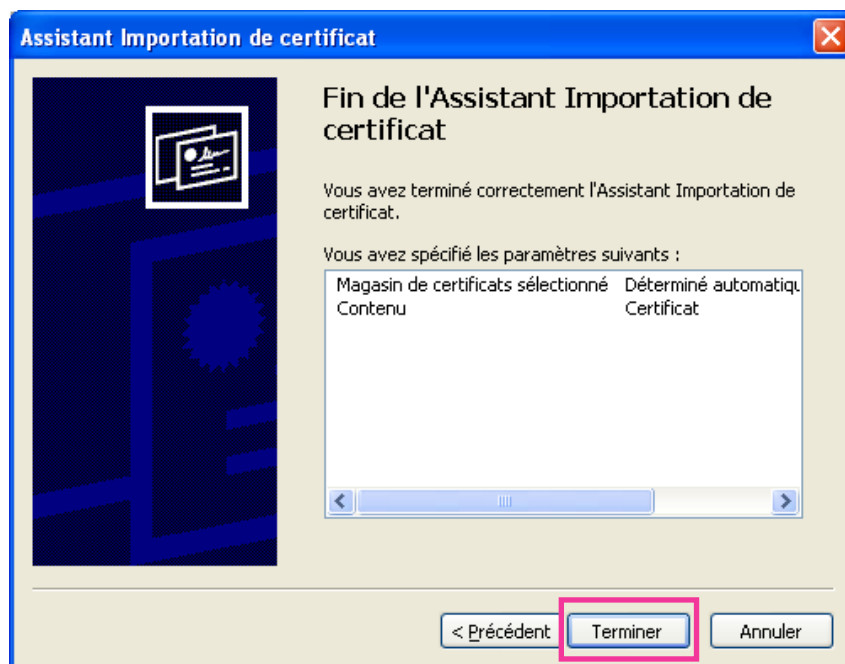 Assistant Importation de certificat
Fin de l'Assistant Importation de
certificat
Vous avez terminé correctement l'Assistant Importation de
certificat.
Vous avez spécifié les paramètres suivants :
Magasin de certificats sélectionné Déterminé automatiqu
Contenu Certificat
< Précédent Terminer Annuler